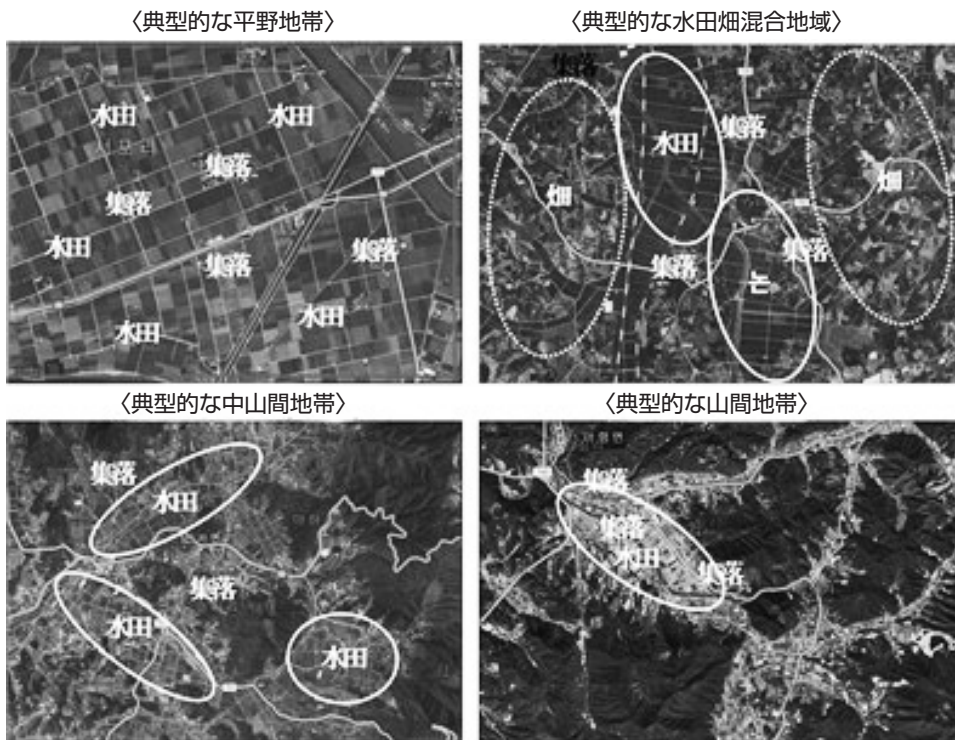 〈典型的な平野地帯〉
水田
水田
集落
集落
水田
集落
集落
水田
水田
〈典型的な水田畑混合地域〉
集落
水田
集落
畑
畑
集落
集落
논
〈典型的な中山間地帯〉
集落
水田
集落
水田
水田
〈典型的な山間地帯〉
集落
集落
水田
集落